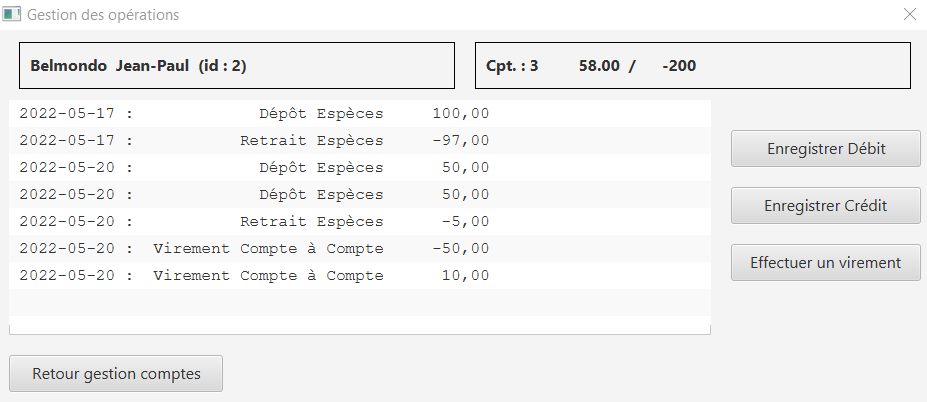 Gestion des opérations
Belmondo Jean-Paul (id : 2)
Cpt. : 3 58.00 / -200
2022-05-17 : Dépôt Espèces 100,00
2022-05-17 : Retrait Espèces -97,00
2022-05-20 : Dépôt Espèces 50,00
2022-05-20 : Dépôt Espèces 50,00
2022-05-20 : Retrait Espèces -5,00
2022-05-20 : Virement Compte à Compte -50,00
2022-05-20 : Virement Compte à Compte 10,00
Enregistrer Débit
Enregistrer Crédit
Effectuer un virement
Retour gestion comptes